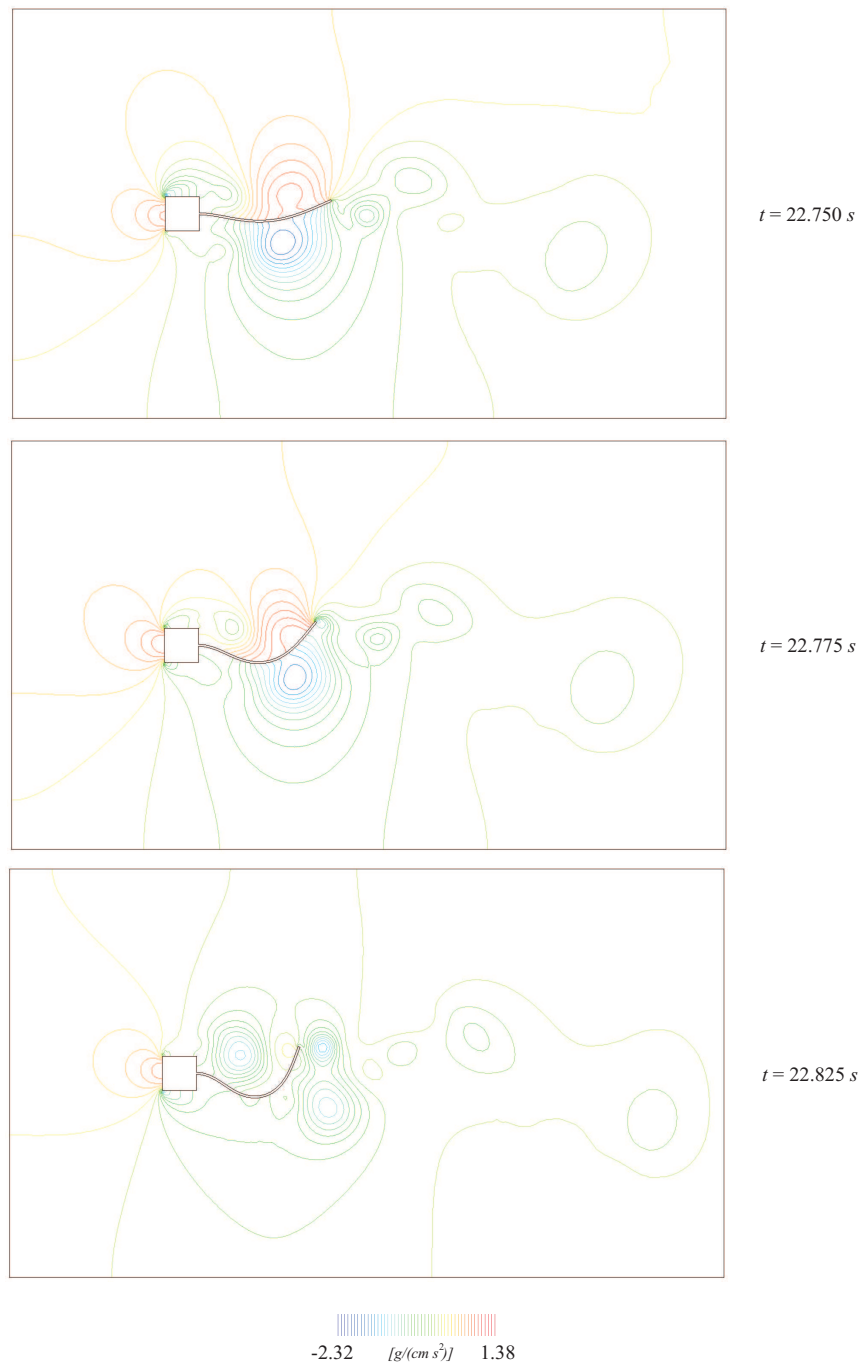 t = 22.750 s
t = 22.775 s
t = 22.825 s
-2.32 [g/(cm s²)] 1.38